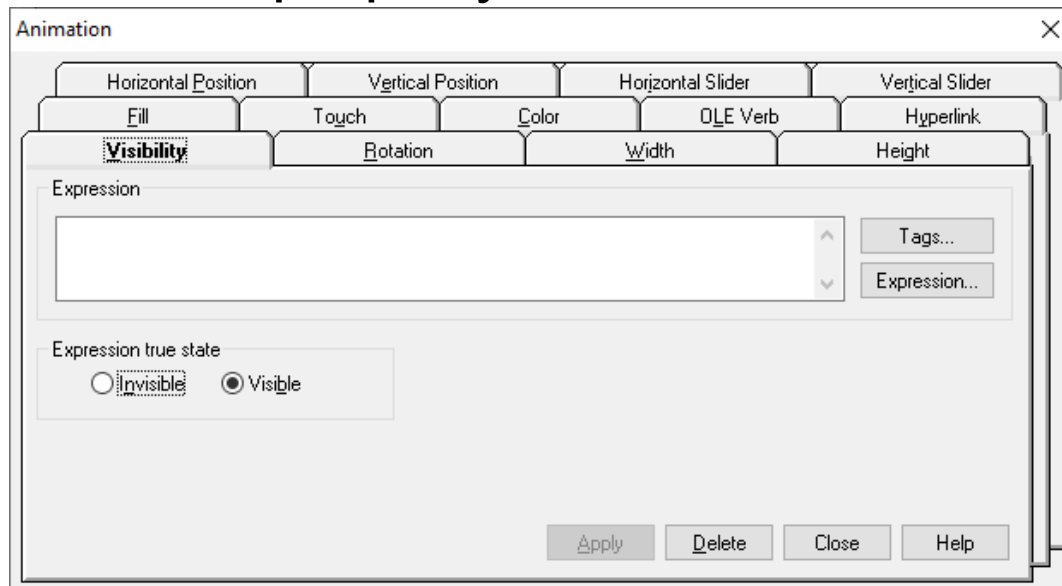 Animation
Horizontal Position Vertical Position Horizontal Slider Vertical Slider
Fill Touch Color OLE Verb Hyperlink
Visibility Rotation Width Height
Expression
Tags...
Expression...
Expression true state
Invisible Visible
Apply Delete Close Help